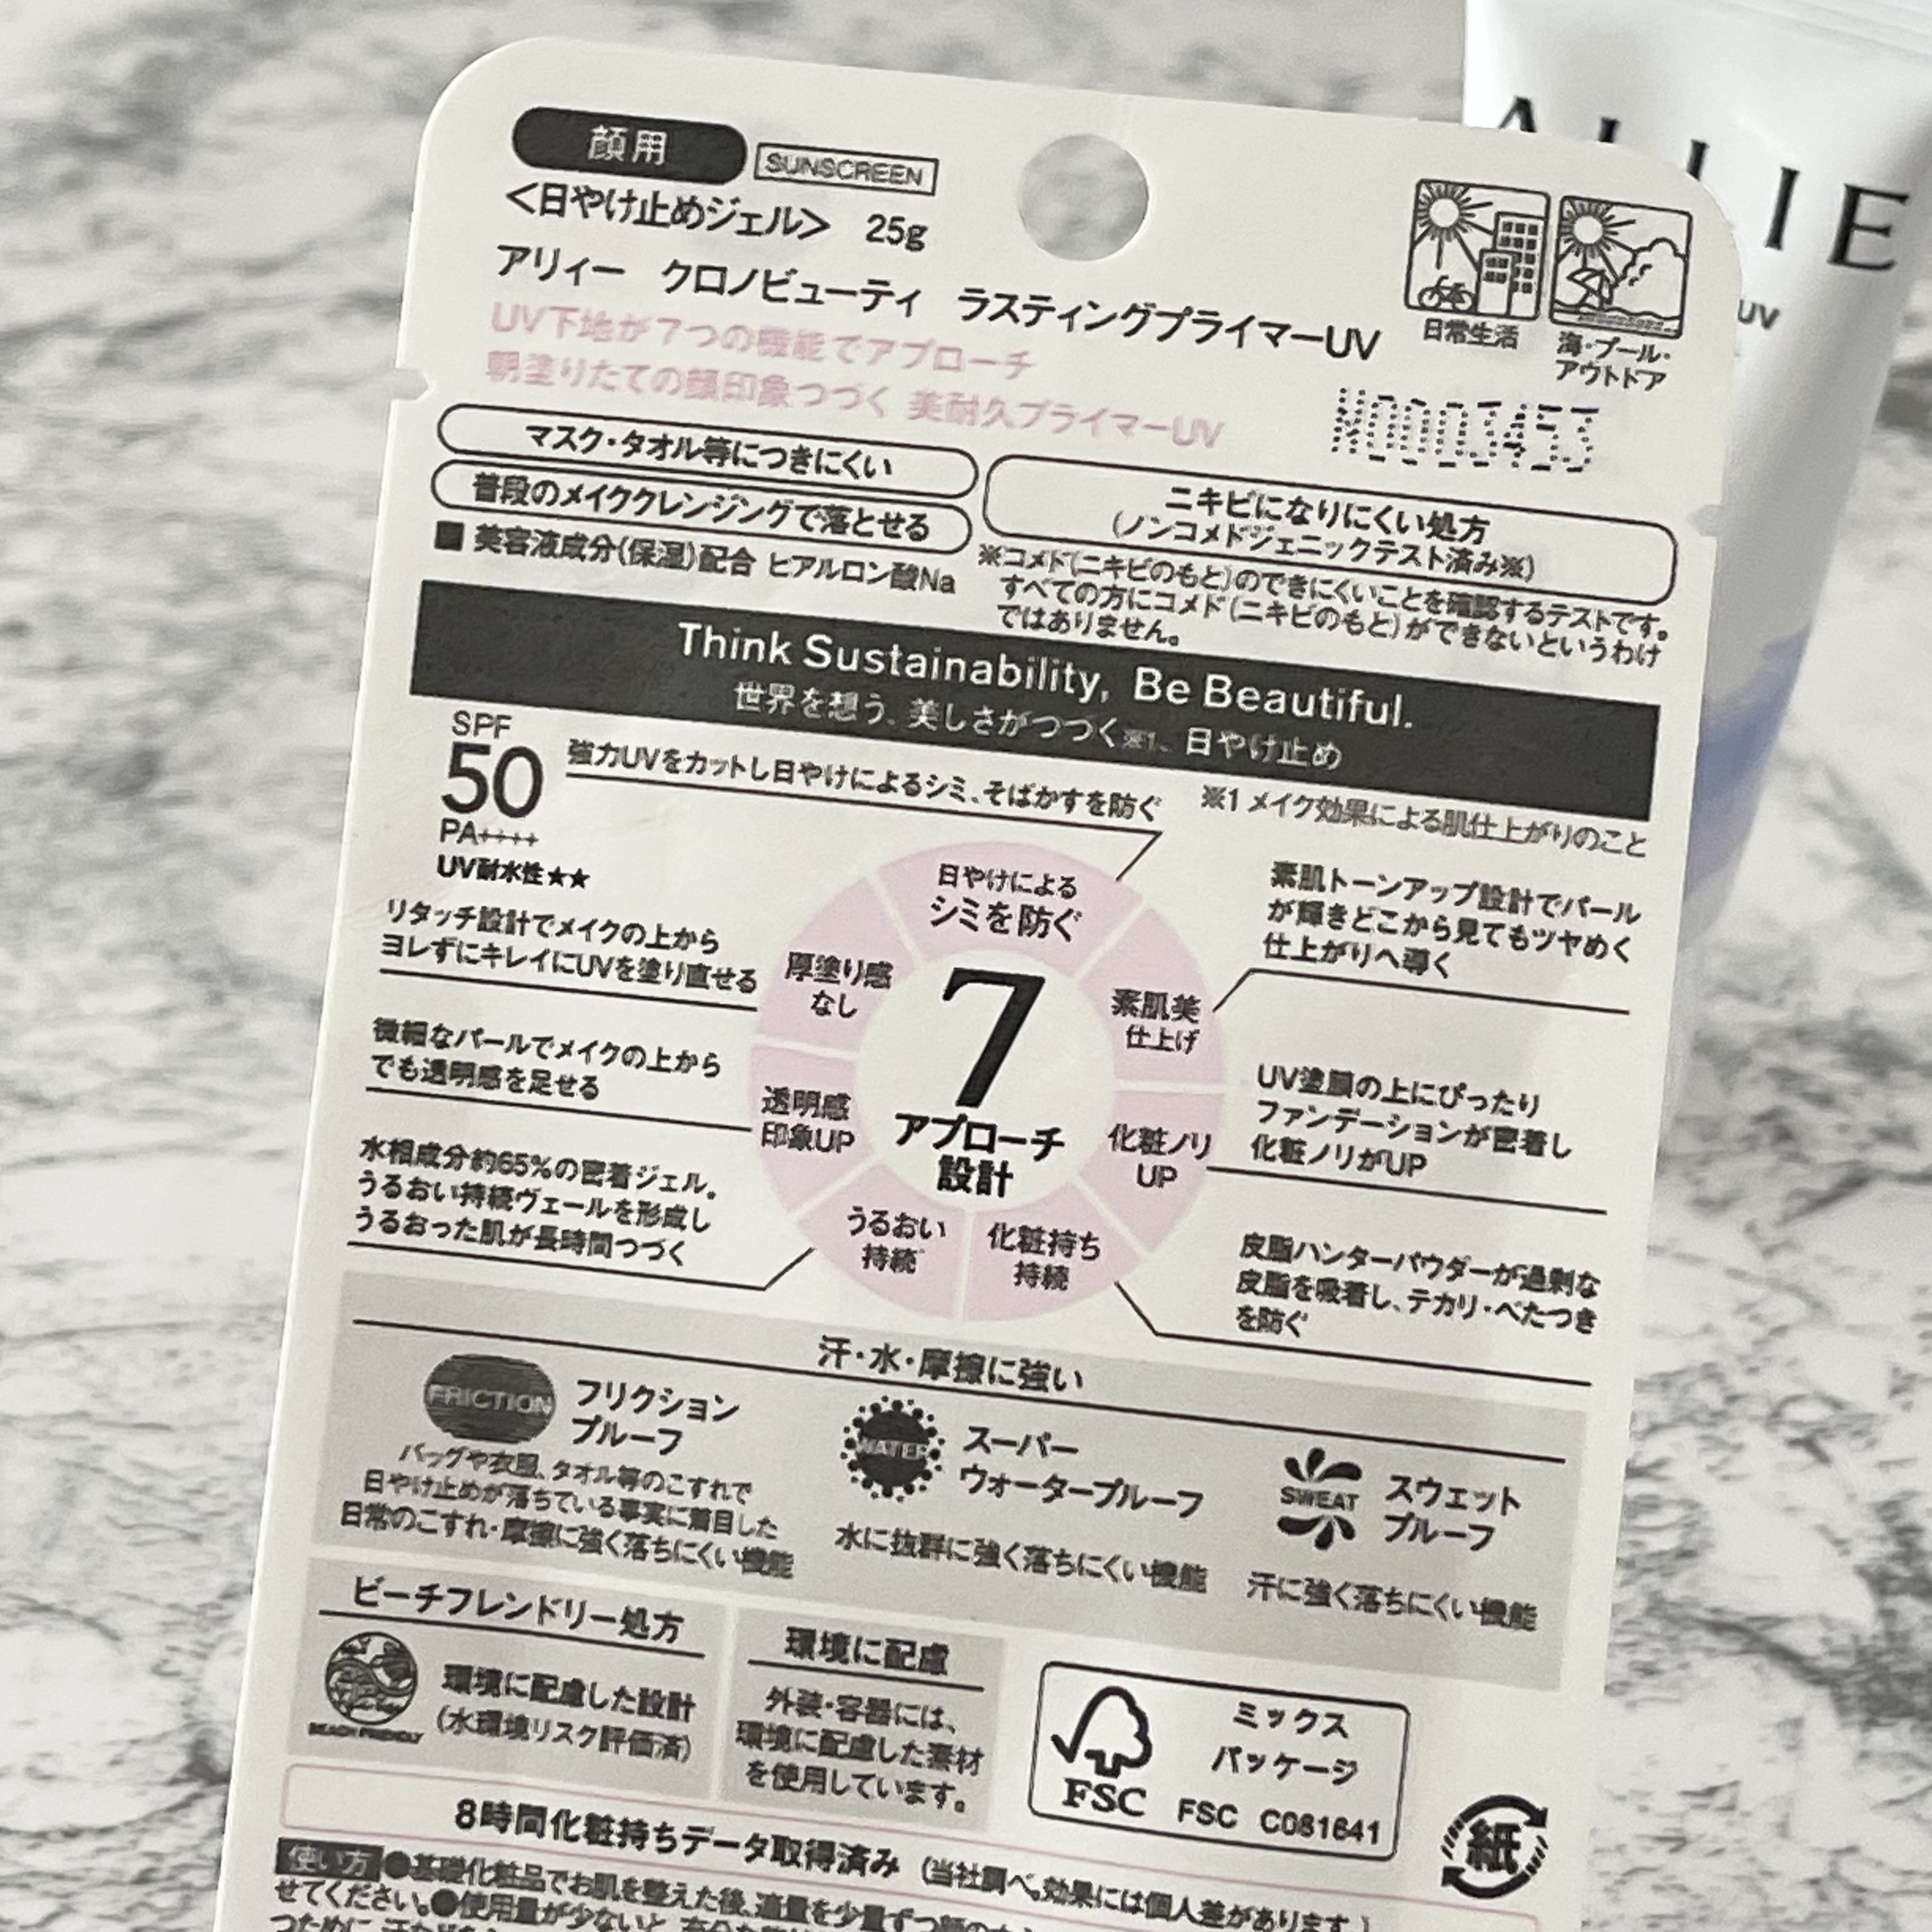 ALLIE
UV
顔用 SUNSCREEN
＜日やけ止めジェル＞ 25g
アリィー クロノビューティ ラスティングプライマーUV
UV下地が7つの機能でアプローチ
朝塗りたての顔印象つづく 美耐久プライマーUV
日常生活
海・プール・
アウトドア
N0003453
マスク・タオル等につきにくい
普段のメイククレンジングで落とせる
■ 美容液成分(保湿)配合 ヒアルロン酸Na
ニキビになりにくい処方
(ノンコメドジェニックテスト済み※)
※コメド(ニキビのもと)のできにくいことを確認するテストです。
すべての方にコメド(ニキビのもと)ができないというわけ
ではありません。
Think Sustainability, Be Beautiful.
世界を想う、美しさがつづく※1、日やけ止め
※1 メイク効果による肌仕上がりのこと
SPF
50
PA++++
UV耐水性★★
強力UVをカットし日やけによるシミ、そばかすを防ぐ
日やけによる
シミを防ぐ
素肌トーンアップ設計でパール
が輝きどこから見てもツヤめく
仕上がりへ導く
素肌美
仕上げ
UV塗膜の上にぴったり
ファンデーションが密着し
化粧ノリがUP
化粧ノリ
UP
皮脂ハンターパウダーが過剰な
皮脂を吸着し、テカリ・べたつき
を防ぐ
化粧持ち
持続
水相成分約65%の密着ジェル。
うるおい持続ヴェールを形成し
うるおった肌が長時間つづく
うるおい
持続
微細なパールでメイクの上から
でも透明感を足せる
透明感
印象UP
リタッチ設計でメイクの上から
ヨレずにキレイにUVを塗り直せる
厚塗り感
なし
7
アプローチ
設計
汗・水・摩擦に強い
FRICTION
フリクション
プルーフ
バッグや衣服、タオル等のこすれで
日やけ止めが落ちている事実に着目した
日常のこすれ・摩擦に強く落ちにくい機能
WATER
スーパー
ウォータープルーフ
水に抜群に強く落ちにくい機能
SWEAT
スウェット
プルーフ
汗に強く落ちにくい機能
ビーチフレンドリー処方
BEACH FRIENDLY
環境に配慮した設計
(水環境リスク評価済)
環境に配慮
外装・容器には、
環境に配慮した素材
を使用しています。
FSC
ミックス
パッケージ
FSC C081641
紙
8時間化粧持ちデータ取得済み (当社調べ。効果には個人差があります。)
使い方 ●基礎化粧品でお肌を整えた後、適量を少量ずつ顔の
せてください。●使用量が少ないと、